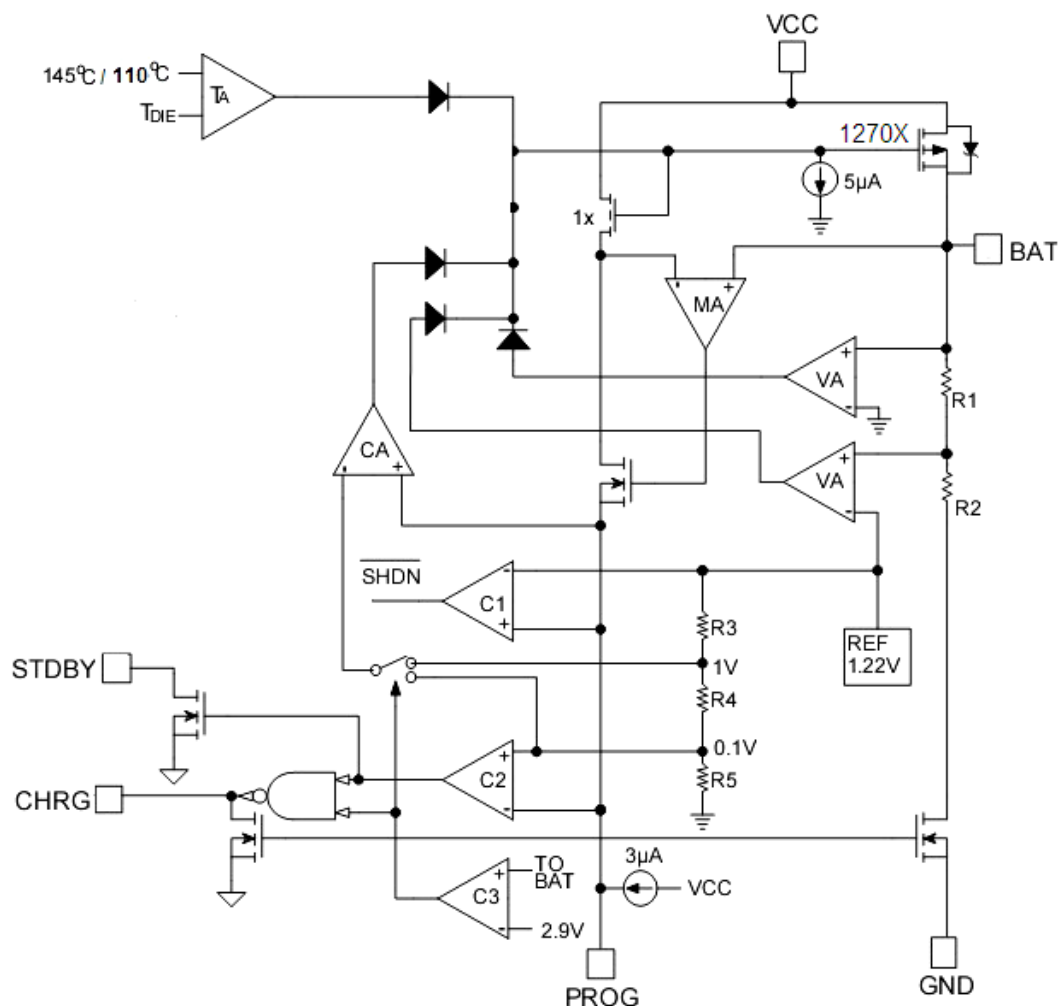 VCC
145°C / 110°C
TA
TDIE
1270X
5µA
1x
BAT
MA
VA
R1
CA
VA
R2
SHDN
C1
R3
REF
1.22V
STDBY
1V
R4
0.1V
C2
R5
CHRG
3µA
TO
BAT
VCC
C3
2.9V
PROG
GND